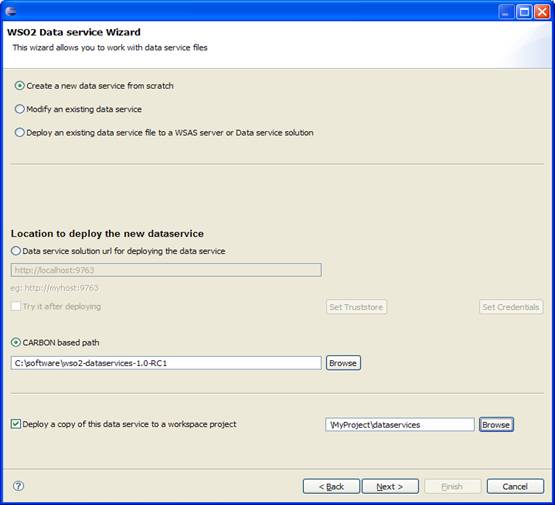 WSO2 Data service Wizard
This wizard allows you to work with data service files
Create a new data service from scratch
Modify an existing data service
Deploy an existing data service file to a WSAS server or Data service solution
Location to deploy the new dataservice
Data service solution url for deploying the data service
http://localhost:9763
eg: http://myhost:9763
Try it after deploying Set Truststore Set Credentials
CARBON based path
C:\software\wso2-dataservices-1.0-RC1 Browse
Deploy a copy of this data service to a workspace project \MyProject\dataservices Browse
? < Back Next > Finish Cancel